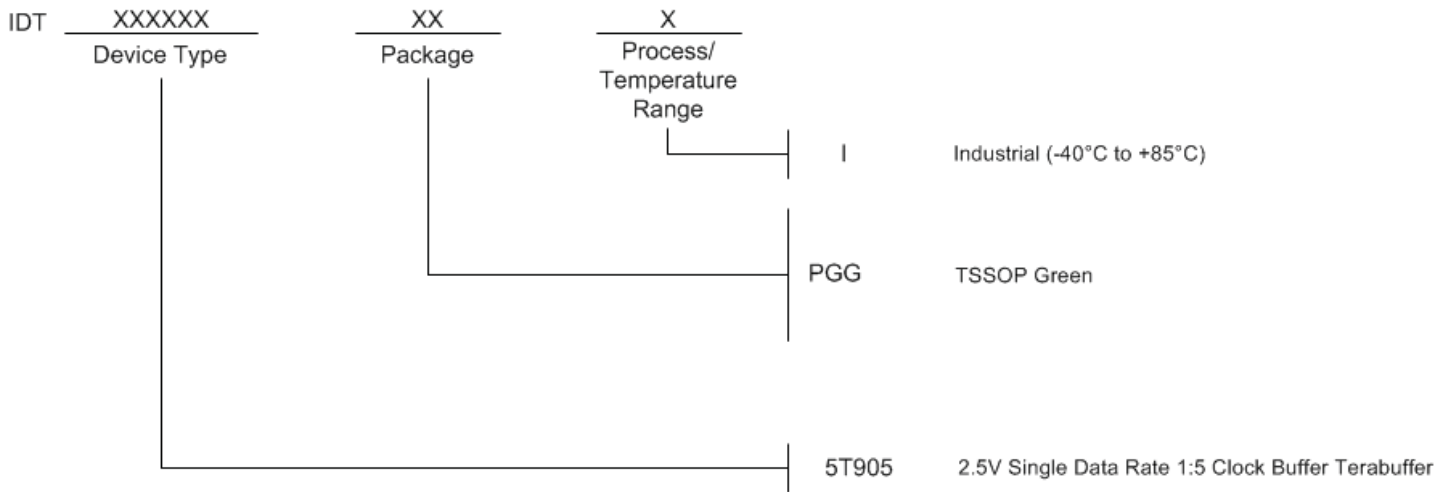 IDT XXXXXX XX X
Device Type Package Process/
Temperature
Range
I Industrial (-40°C to +85°C)
PGG TSSOP Green
5T905 2.5V Single Data Rate 1:5 Clock Buffer Terabuffer